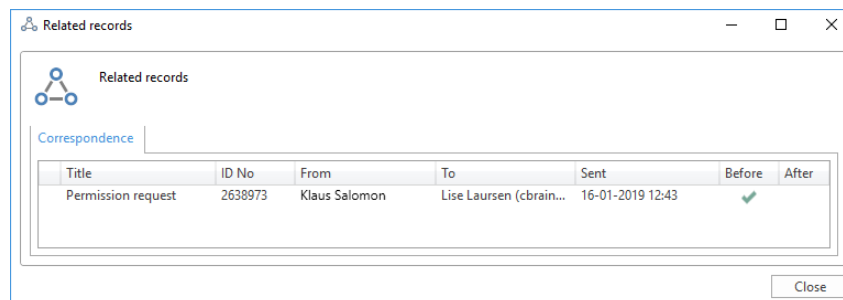 Related records
Related records
Correspondence
Title ID No From To Sent Before After
Permission request 2638973 Klaus Salomon Lise Laursen (cbrain... 16-01-2019 12:43
Close